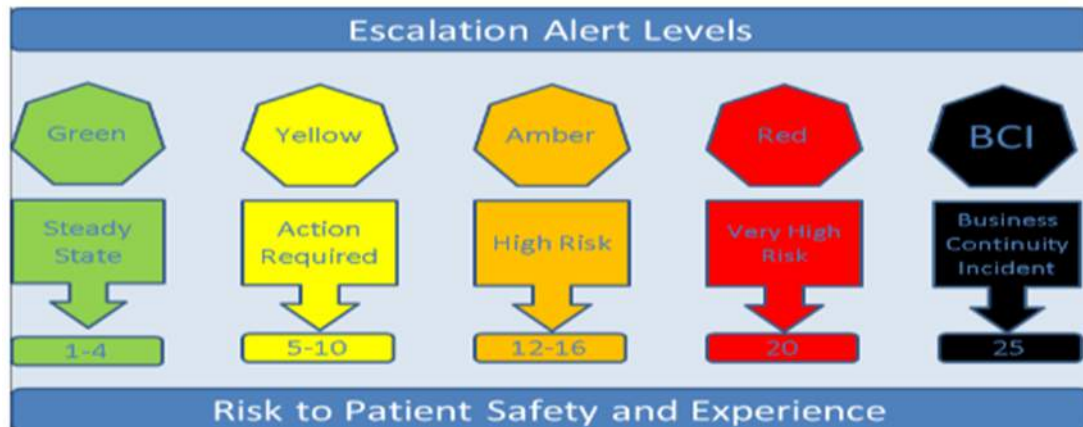 Escalation Alert Levels
Green
Yellow
Amber
Red
BCI
Steady
State
Action
Required
High Risk
Very High
Risk
Business
Continuity
Incident
1-4
5-10
12-16
20
25
Risk to Patient Safety and Experience